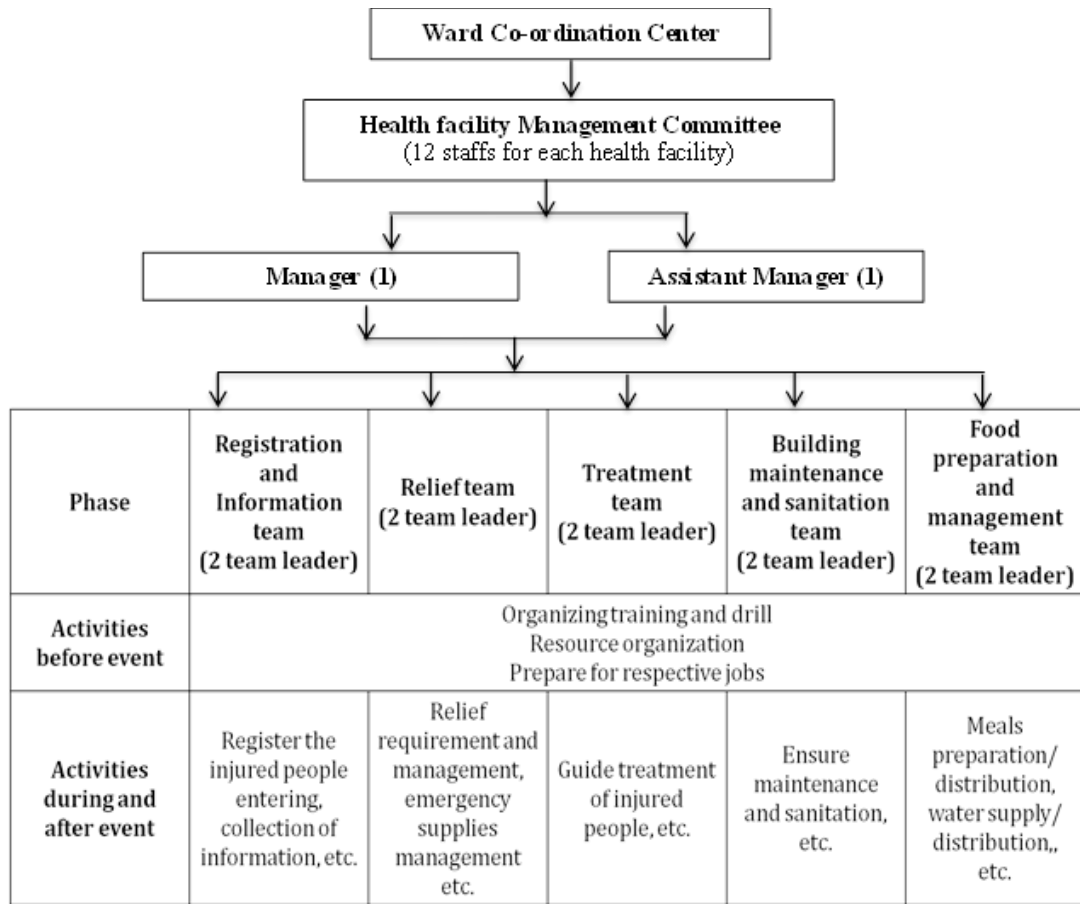 Ward Co-ordination Center
Health facility Management Committee
(12 staffs for each health facility)
Manager (1)
Assistant Manager (1)
Phase
Registration
and
Information
team
(2 team leader)
Relief team
(2 team leader)
Treatment
team
(2 team leader)
Building
maintenance
and sanitation
team
(2 team leader)
Food
preparation
and
management
team
(2 team leader)
Activities
before event
Organizing training and drill
Resource organization
Prepare for respective jobs
Activities
during and
after event
Register the
injured people
entering,
collection of
information, etc.
Relief
requirement and
management,
emergency
supplies
management
etc.
Guide treatment
of injured
people, etc.
Ensure
maintenance
and sanitation,
etc.
Meals
preparation/
distribution,
water supply/
distribution,,
etc.